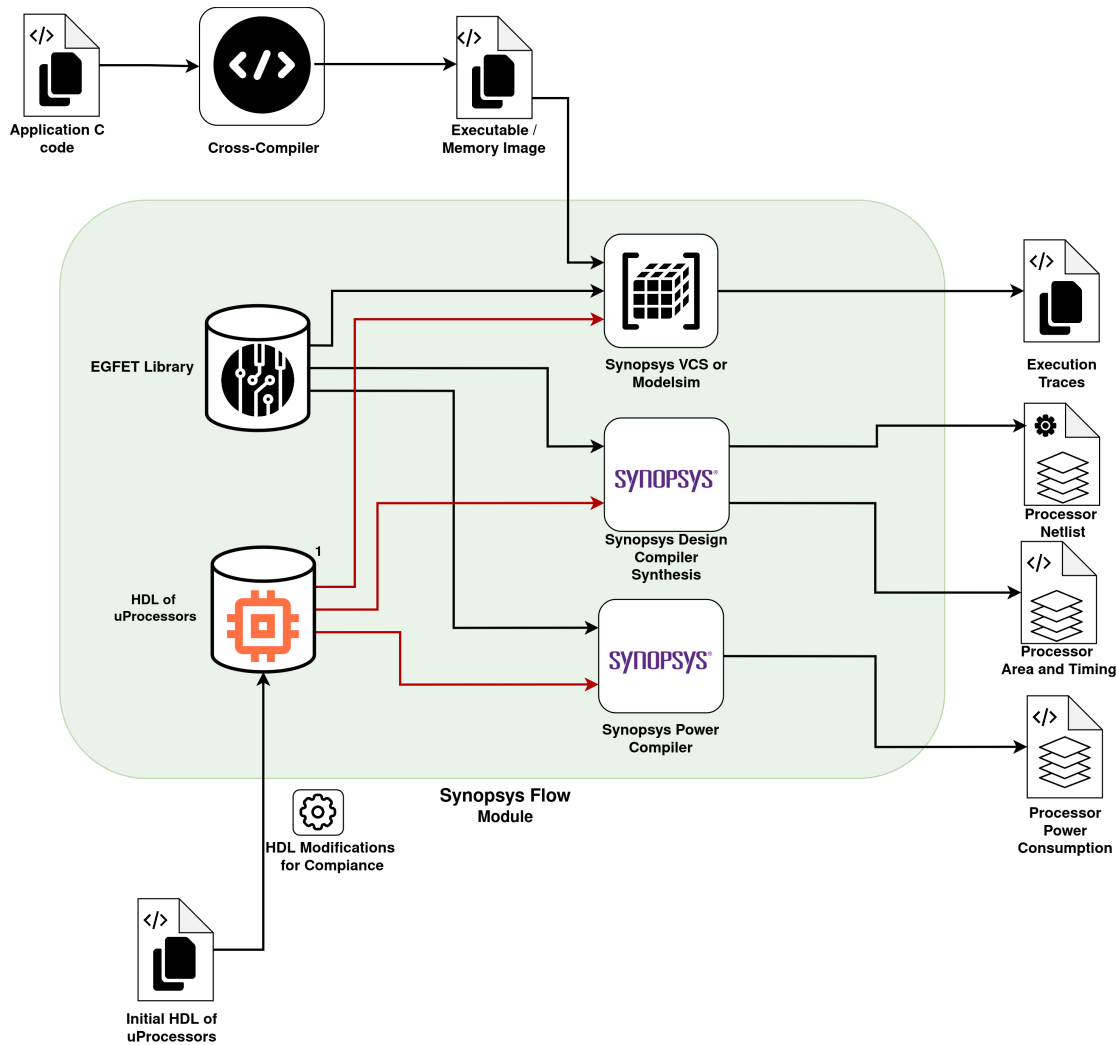 </>
</>
</>
Application C
code
Cross-Compiler
Executable /
Memory Image
</>
EGFET Library
Synopsys VCS or
Modelsim
Execution
Traces
SYNOPSYS®
Synopsys Design
Compiler
Synthesis
Processor
Netlist
1
HDL of
uProcessors
</>
Processor
Area and Timing
SYNOPSYS®
Synopsys Power
Compiler
</>
Processor
Power
Consumption
Synopsys Flow
Module
HDL Modifications
for Compiance
</>
Initial HDL of
uProcessors